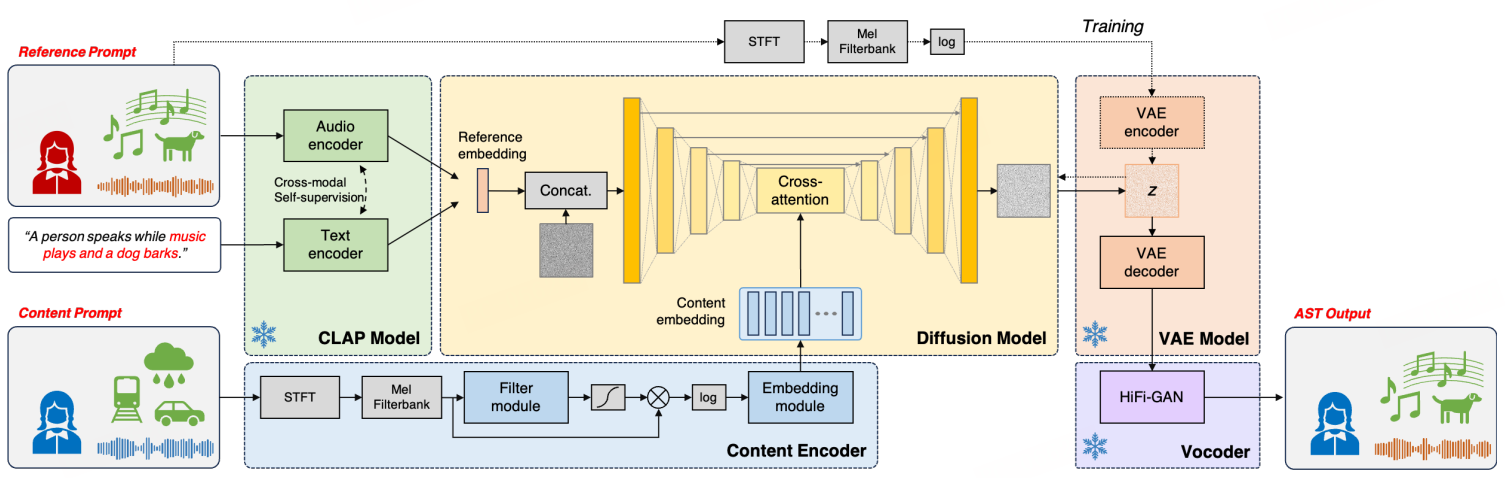 Reference Prompt
"A person speaks while music
plays and a dog barks."
Content Prompt
Audio
encoder
Cross-modal
Self-supervision
Text
encoder
CLAP Model
Reference
embedding
Concat.
Cross-
attention
Content
embedding
Diffusion Model
STFT
Mel
Filterbank
log
Training
VAE
encoder
z
VAE
decoder
VAE Model
STFT
Mel
Filterbank
Filter
module
log
Embedding
module
Content Encoder
HiFi-GAN
Vocoder
AST Output